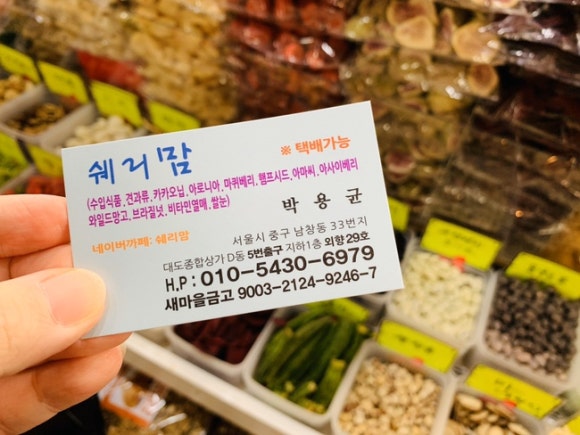 쉐리맘
※ 택배가능
(수입식품.견과류.카카오닙.아로니아.마퀴베리.햄프시드.아마씨.아사이베리
와일드망고.브라질넛.비타민열매.쌀눈)
박 용 균
네이버까페: 쉐리맘
서울시 중구 남창동 33번지
대도종합상가 D동 5번출구 지하1층 외향 29호
H.P : 010-5430-6979
새마을금고 9003-2124-9246-7